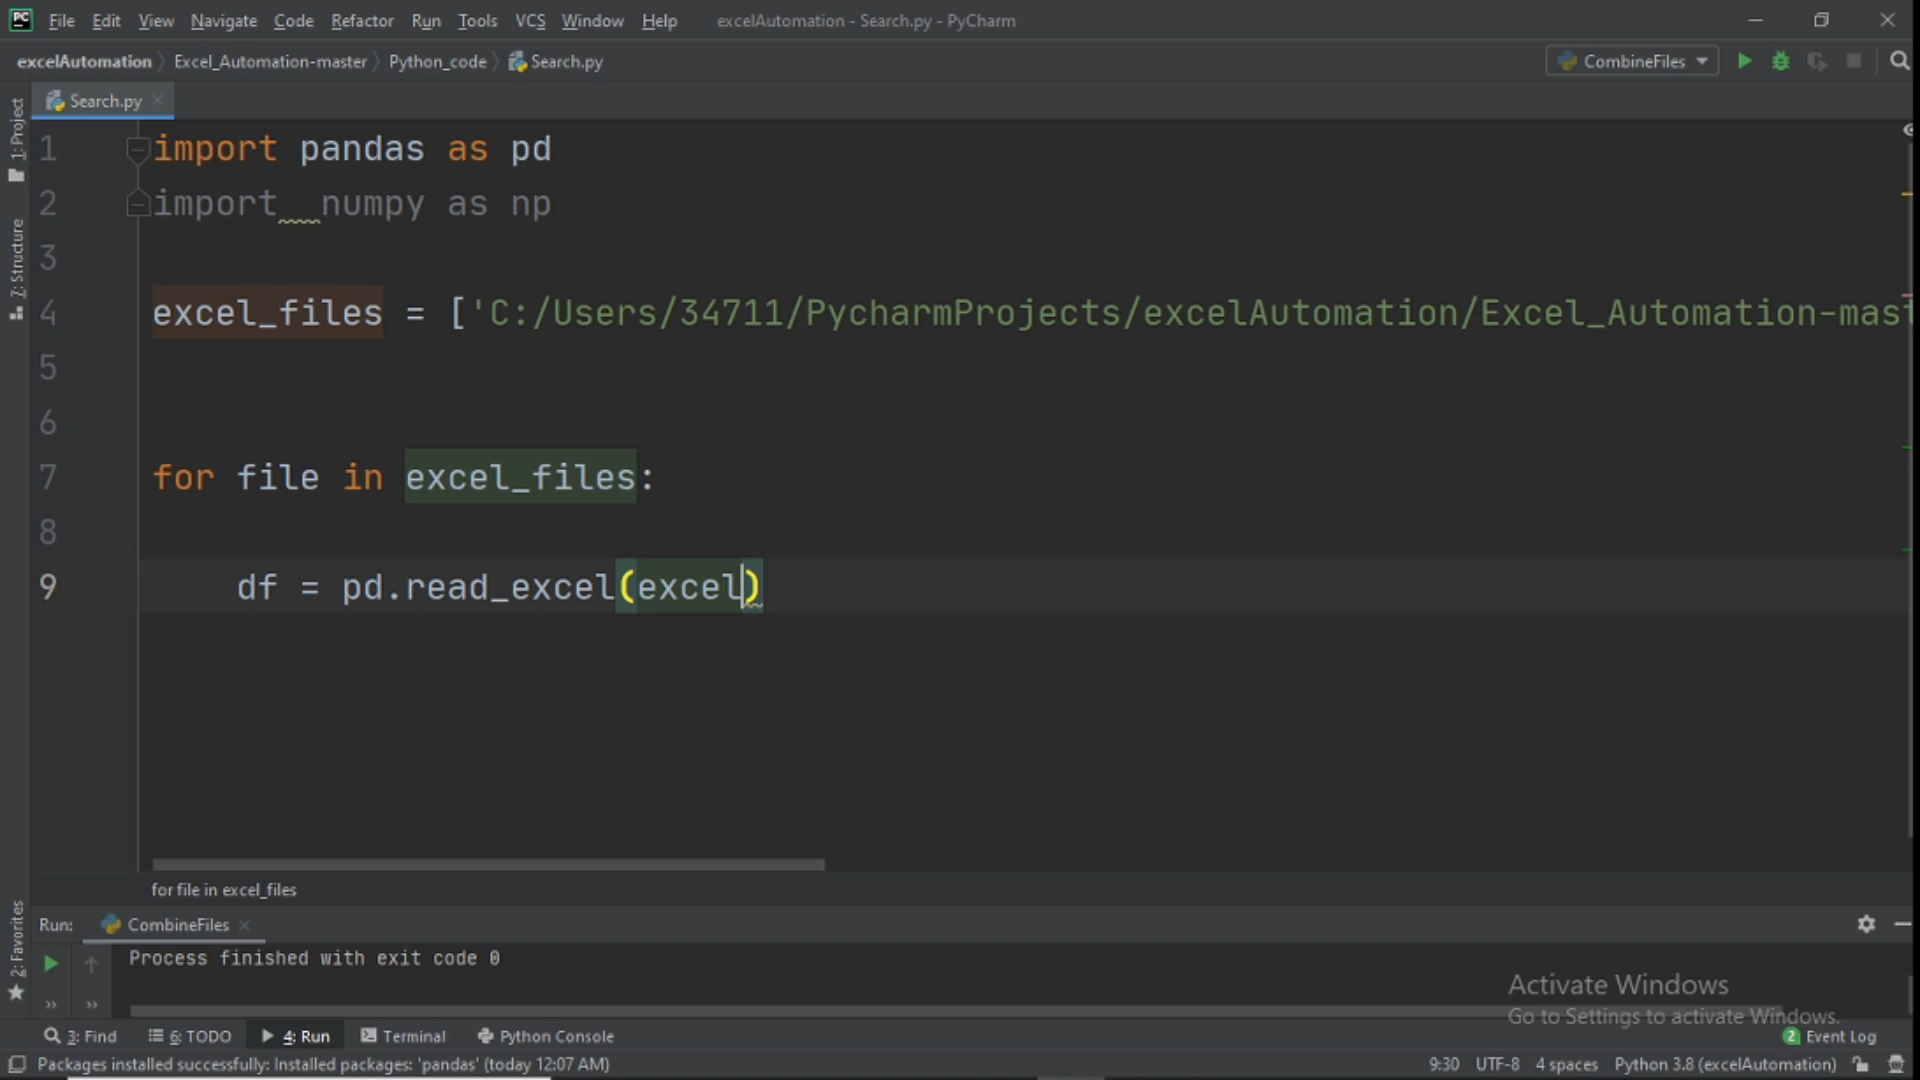 PC File Edit View Navigate Code Refactor Run Tools VCS Window Help excelAutomation - Search.py - PyCharm
excelAutomation Excel_Automation-master Python_code Search.py CombineFiles
Search.py
1: Project
7: Structure
2: Favorites
1 import pandas as pd
2 import  numpy as np
3
4 excel_files = ['C:/Users/34711/PycharmProjects/excelAutomation/Excel_Automation-mast
5
6
7 for file in excel_files:
8
9 df = pd.read_excel(excel)
for file in excel_files
Run: CombineFiles
Process finished with exit code 0
Activate Windows
Go to Settings to activate Windows.
3: Find 6: TODO 4: Run Terminal Python Console 2 Event Log
Packages installed successfully: Installed packages: 'pandas' (today 12:07 AM) 9:30 UTF-8 4 spaces Python 3.8 (excelAutomation)